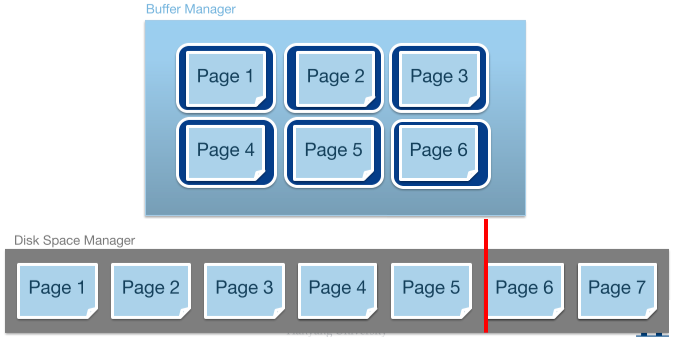 Buffer Manager
Page 1 Page 2 Page 3
Page 4 Page 5 Page 6
Disk Space Manager
Page 1 Page 2 Page 3 Page 4 Page 5 Page 6 Page 7